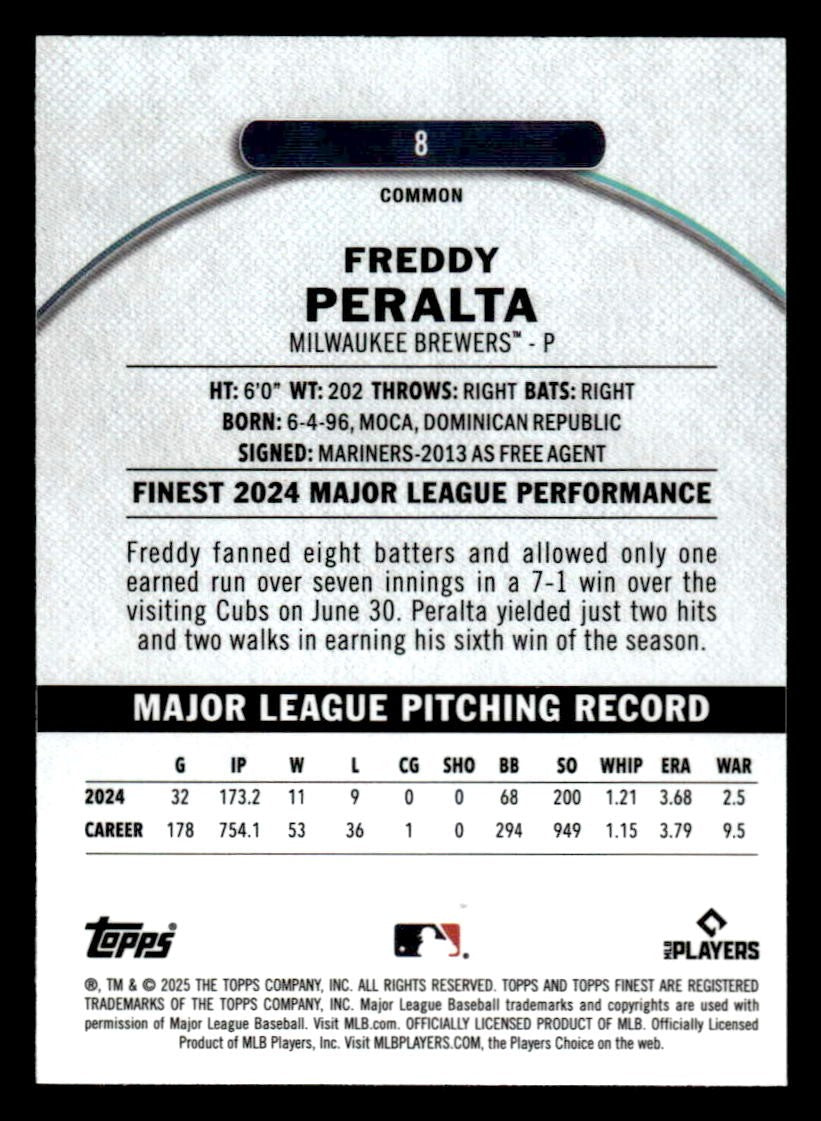 8
COMMON
FREDDY
PERALTA
MILWAUKEE BREWERS™ - P
HT: 6'0" WT: 202 THROWS: RIGHT BATS: RIGHT
BORN: 6-4-96, MOCA, DOMINICAN REPUBLIC
SIGNED: MARINERS-2013 AS FREE AGENT
FINEST 2024 MAJOR LEAGUE PERFORMANCE
Freddy fanned eight batters and allowed only one
earned run over seven innings in a 7-1 win over the
visiting Cubs on June 30. Peralta yielded just two hits
and two walks in earning his sixth win of the season.
MAJOR LEAGUE PITCHING RECORD
G IP W L CG SHO BB SO WHIP ERA WAR
2024 32 173.2 11 9 0 0 68 200 1.21 3.68 2.5
CAREER 178 754.1 53 36 1 0 294 949 1.15 3.79 9.5
Topps®
MLB PLAYERS
®, TM & © 2025 THE TOPPS COMPANY, INC. ALL RIGHTS RESERVED. TOPPS AND TOPPS FINEST ARE REGISTERED
TRADEMARKS OF THE TOPPS COMPANY, INC. Major League Baseball trademarks and copyrights are used with
permission of Major League Baseball. Visit MLB.com. OFFICIALLY LICENSED PRODUCT OF MLB. Officially Licensed
Product of MLB Players, Inc. Visit MLBPLAYERS.COM, the Players Choice on the web.